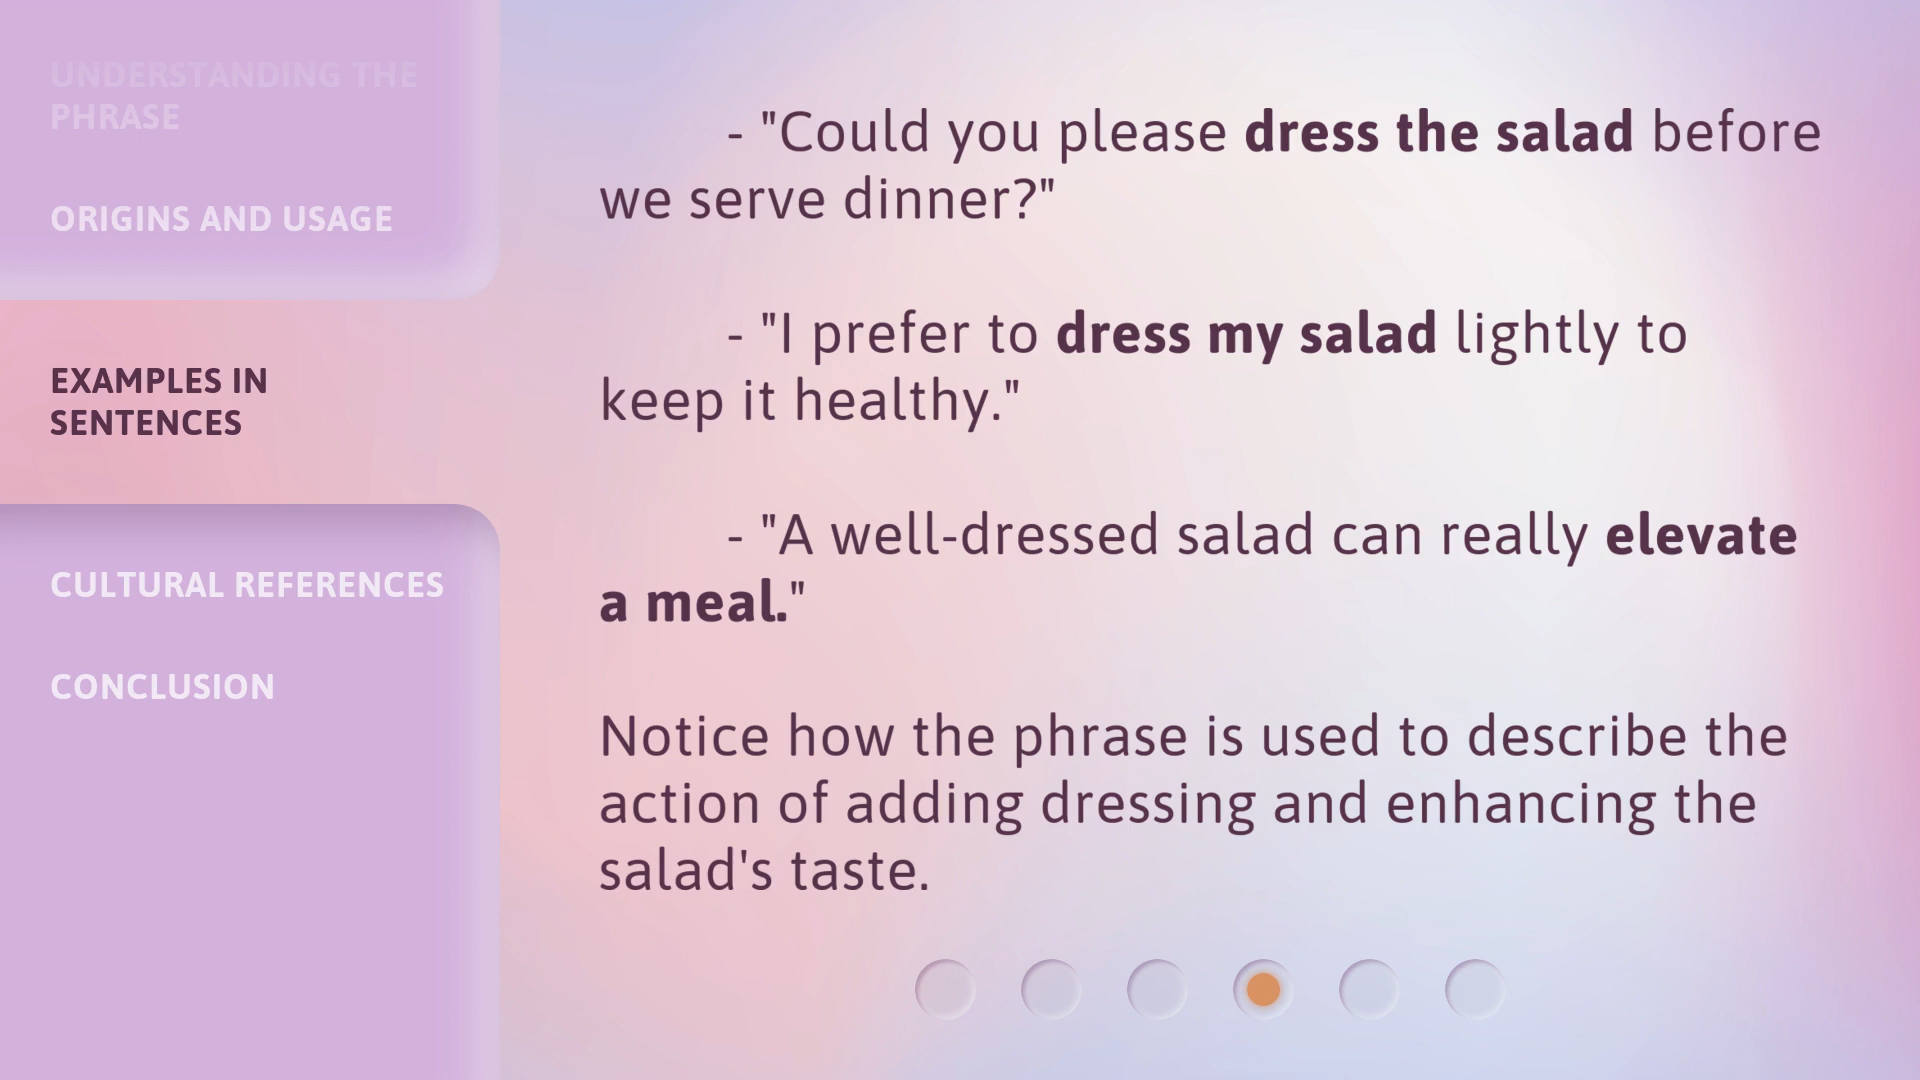 UNDERSTANDING THE
PHRASE
ORIGINS AND USAGE
EXAMPLES IN
SENTENCES
CULTURAL REFERENCES
CONCLUSION
- "Could you please dress the salad before
we serve dinner?"
- "I prefer to dress my salad lightly to
keep it healthy."
- "A well-dressed salad can really elevate
a meal."
Notice how the phrase is used to describe the
action of adding dressing and enhancing the
salad's taste.